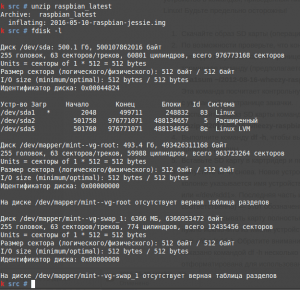 src # unzip raspbian_latest
Archive:  raspbian_latest
  inflating: 2016-05-10-raspbian-jessie.img
src # fdisk -l

Диск /dev/sda: 500.1 Гб, 500107862016 байт
255 головок, 63 секторов/треков, 60801 цилиндров, всего 976773168 секторов
Units = секторы of 1 * 512 = 512 bytes
Размер сектора (логического/физического): 512 байт / 512 байт
I/O size (minimum/optimal): 512 bytes / 512 bytes
Идентификатор диска: 0x00044824

Устр-во Загр     Начало       Конец       Блоки   Id  Система
/dev/sda1   *        2048      499711      248832   83  Linux
/dev/sda2          501758   976771071   488134657    5  Расширенный
/dev/sda5          501760   976771071   488134656   8e  Linux LVM

Диск /dev/mapper/mint--vg-root: 493.4 Гб, 493426311168 байт
255 головок, 63 секторов/треков, 59988 цилиндров, всего 963723264 секторов
Units = секторы of 1 * 512 = 512 bytes
Размер сектора (логического/физического): 512 байт / 512 байт
I/O size (minimum/optimal): 512 bytes / 512 bytes
Идентификатор диска: 0x00000000

На диске /dev/mapper/mint--vg-root отсутствует верная таблица разделов

Диск /dev/mapper/mint--vg-swap_1: 6366 МБ, 6366953472 байт
255 головок, 63 секторов/треков, 774 цилиндров, всего 12435456 секторов
Units = секторы of 1 * 512 = 512 bytes
Размер сектора (логического/физического): 512 байт / 512 байт
I/O size (minimum/optimal): 512 bytes / 512 bytes
Идентификатор диска: 0x00000000

На диске /dev/mapper/mint--vg-swap_1 отсутствует верная таблица разделов
src #